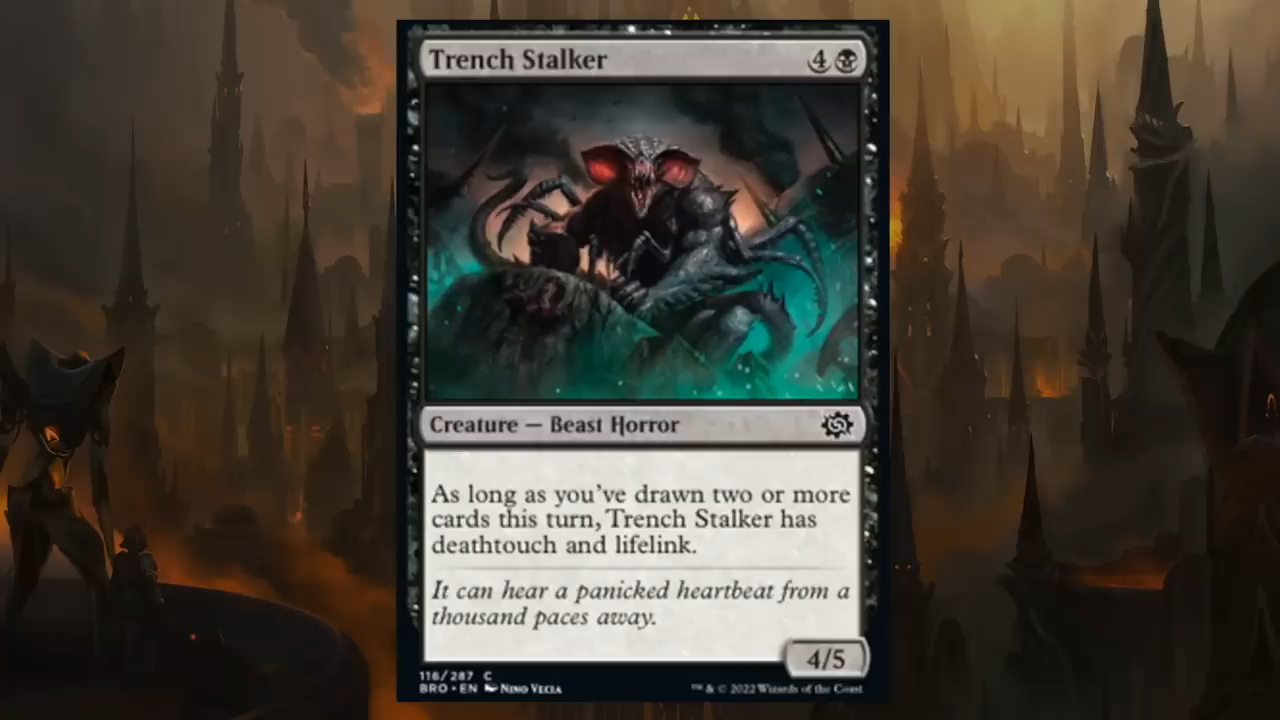 Trench Stalker 4
Creature — Beast Horror
As long as you've drawn two or more
cards this turn, Trench Stalker has
deathtouch and lifelink.
It can hear a panicked heartbeat from a
thousand paces away.
4/5
116/287 C
BRO • EN Nino Vecia
™ & © 2022 Wizards of the Coast